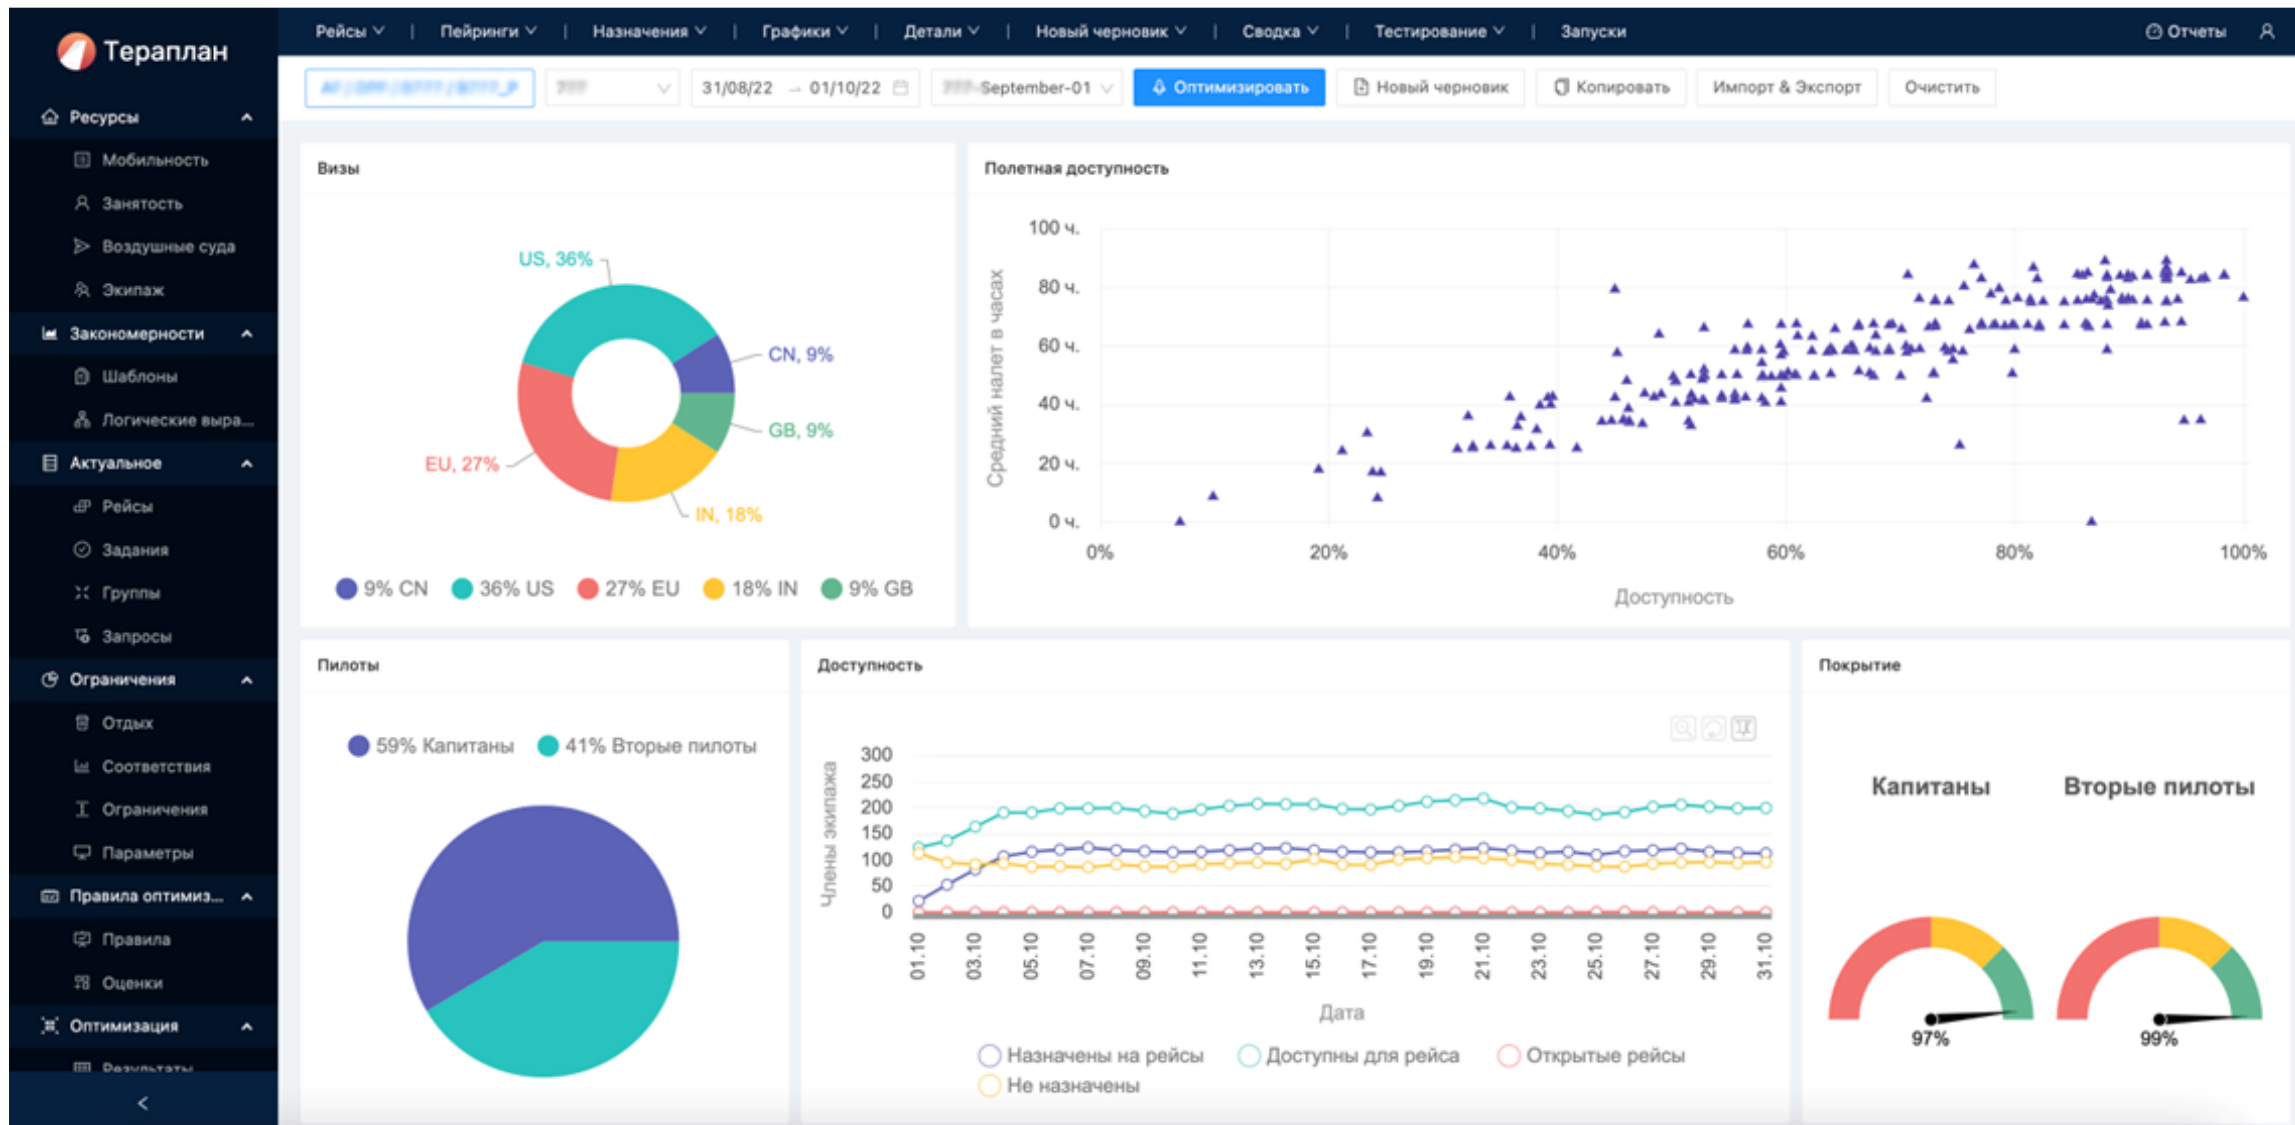 Тераплан
Рейсы | Пейринги | Назначения | Графики | Детали | Новый черновик | Сводка | Тестирование | Запуски Отчеты
31/08/22 → 01/10/22 September-01 Оптимизировать Новый черновик Копировать Импорт & Экспорт Очистить
Ресурсы
Мобильность
Занятость
Воздушные суда
Экипаж
Закономерности
Шаблоны
Логические выра...
Актуальное
Рейсы
Задания
Группы
Запросы
Ограничения
Отдых
Соответствия
Ограничения
Параметры
Правила оптимиз...
Правила
Оценки
Оптимизация
Результаты
Визы
US, 36%
CN, 9%
GB, 9%
EU, 27%
IN, 18%
9% CN 36% US 27% EU 18% IN 9% GB
Полетная доступность
Средний налет в часах
100 ч.
80 ч.
60 ч.
40 ч.
20 ч.
0 ч.
0% 20% 40% 60% 80% 100%
Доступность
Пилоты
59% Капитаны 41% Вторые пилоты
Доступность
Члены экипажа
300
250
200
150
100
50
0
01.10 03.10 05.10 07.10 09.10 11.10 13.10 15.10 17.10 19.10 21.10 23.10 25.10 27.10 29.10 31.10
Дата
Назначены на рейсы Доступны для рейса Открытые рейсы
Не назначены
Покрытие
Капитаны Вторые пилоты
97% 99%